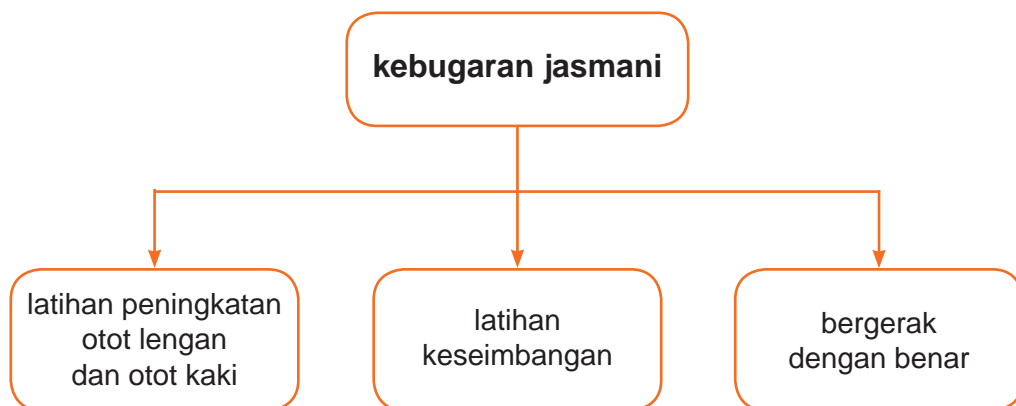 kebugaran jasmani
latihan peningkatan
otot lengan
dan otot kaki
latihan
keseimbangan
bergerak
dengan benar